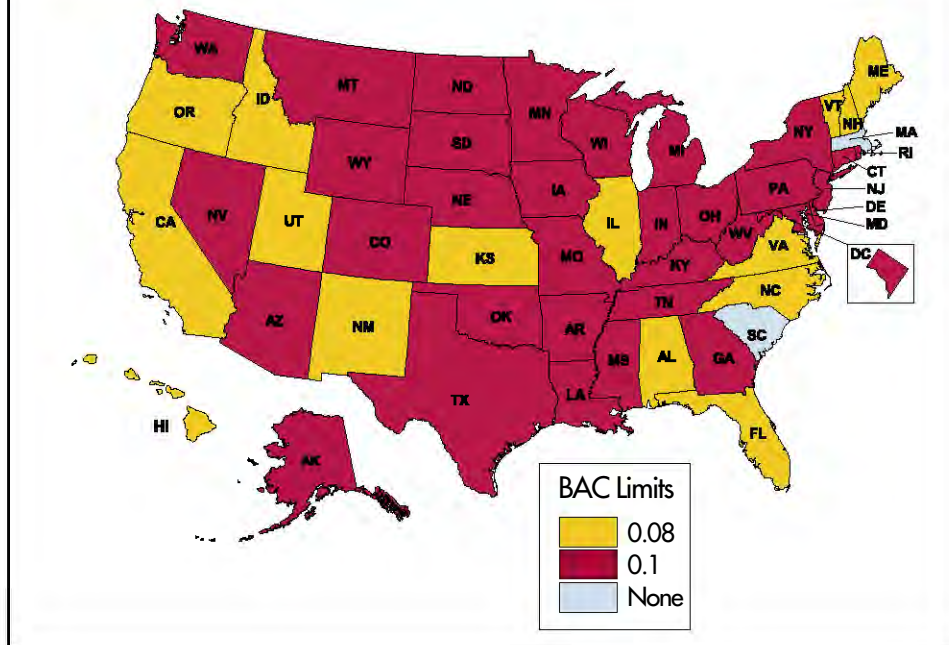 WA
MT
ND
MN
ME
VT
NH
OR
ID
WY
SD
WI
MI
NY
MA
RI
CT
NJ
DE
MD
DC
CA
NV
UT
CO
NE
KS
IA
MO
IL
IN
OH
PA
WV
VA
KY
NC
TN
SC
AZ
NM
OK
AR
MS
AL
GA
TX
LA
FL
HI
AK
BAC Limits
0.08
0.1
None